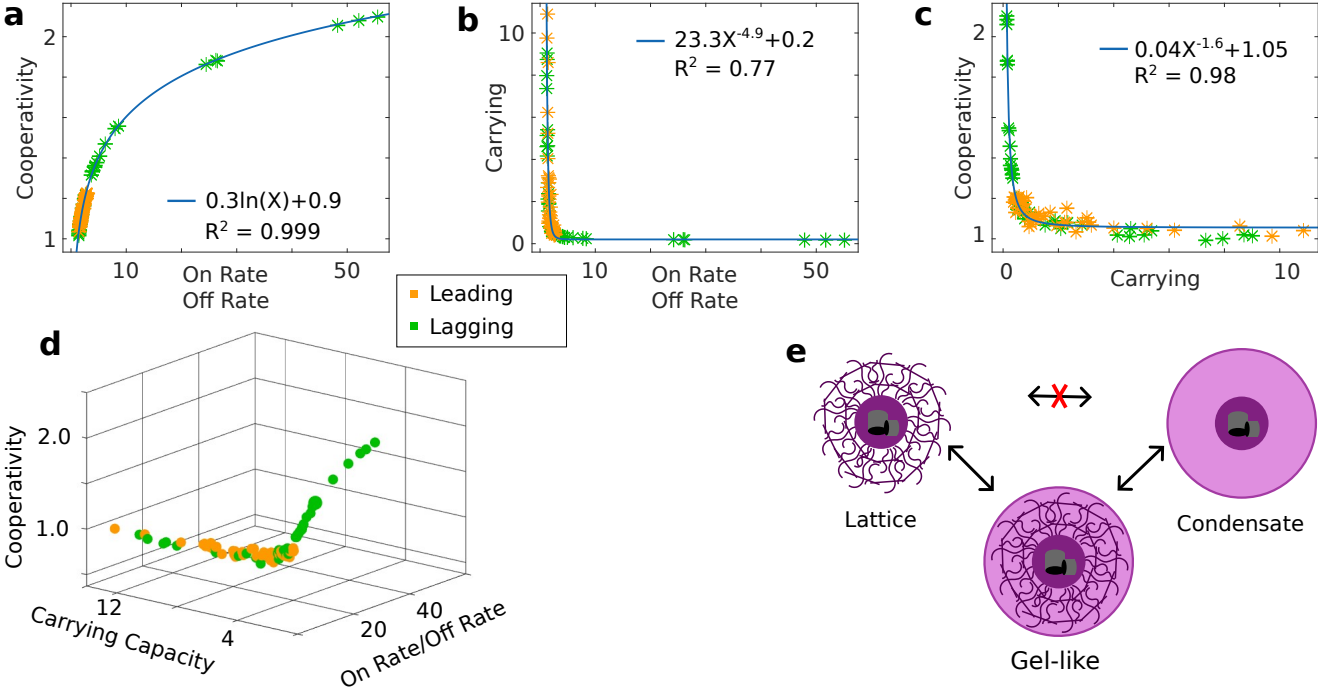 a
Cooperativity
2
1
0.3ln(X)+0.9
R² = 0.999
10
50
On Rate
Off Rate
b
Carrying
10
0
23.3X⁻⁴·⁹+0.2
R² = 0.77
10
50
On Rate
Off Rate
c
Cooperativity
2
1
0.04X⁻¹·⁶+1.05
R² = 0.98
0
10
Carrying
Leading
Lagging
d
Cooperativity
2.0
1.0
12
4
Carrying Capacity
20
40
On Rate/Off Rate
e
Lattice
Condensate
Gel-like